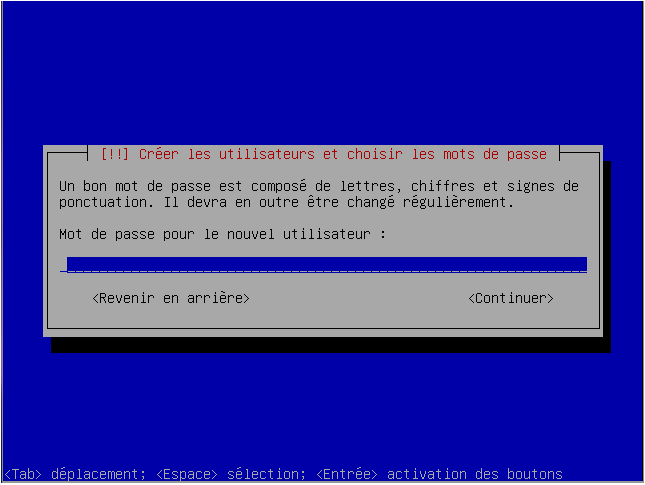 [!!] Créer les utilisateurs et choisir les mots de passe
Un bon mot de passe est composé de lettres, chiffres et signes de
ponctuation. Il devra en outre être changé régulièrement.
Mot de passe pour le nouvel utilisateur :
<Revenir en arrière> <Continuer>
<Tab> déplacement; <Espace> sélection; <Entrée> activation des boutons